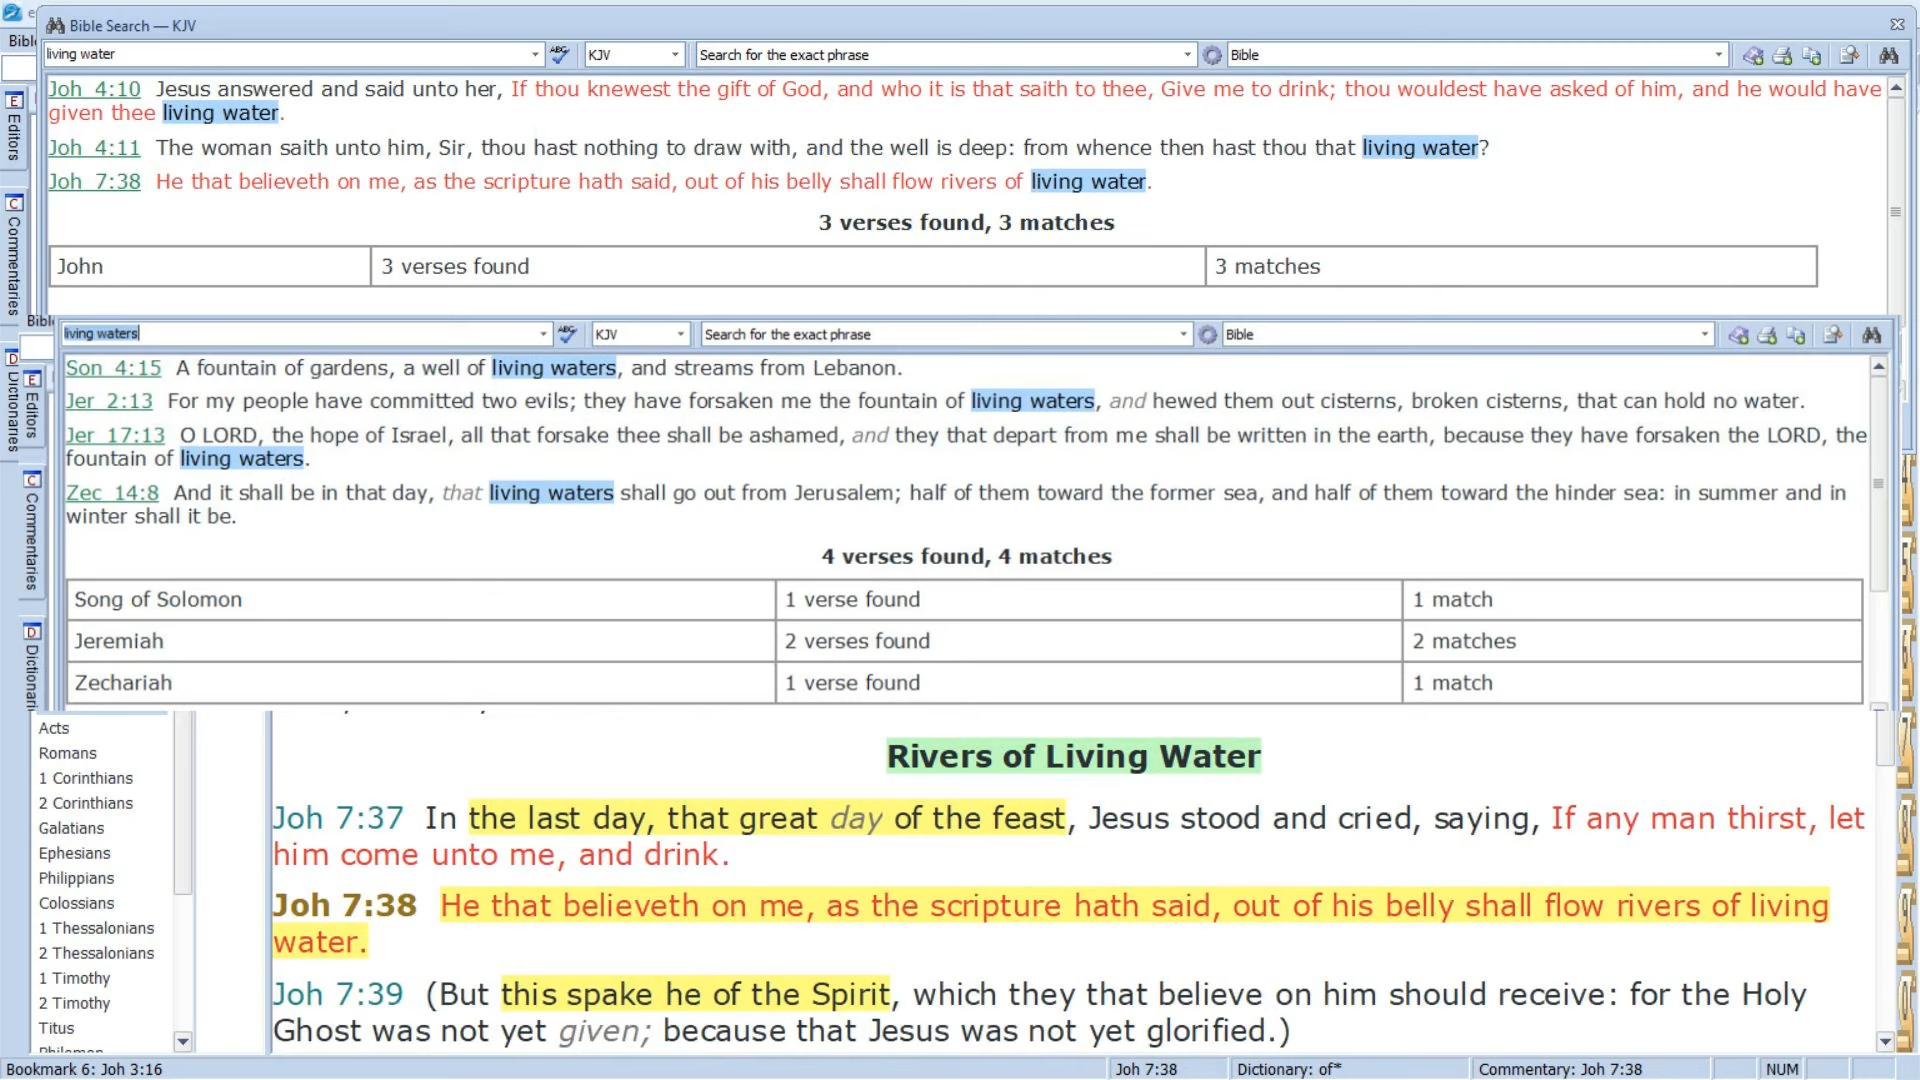 Bible Search — KJV
living water KJV Search for the exact phrase Bible
Joh 4:10 Jesus answered and said unto her, If thou knewest the gift of God, and who it is that saith to thee, Give me to drink; thou wouldest have asked of him, and he would have
given thee living water.
Joh 4:11 The woman saith unto him, Sir, thou hast nothing to draw with, and the well is deep: from whence then hast thou that living water?
Joh 7:38 He that believeth on me, as the scripture hath said, out of his belly shall flow rivers of living water.
3 verses found, 3 matches
John 3 verses found 3 matches
E Editors
C Commentaries
D Dictionaries
living waters KJV Search for the exact phrase Bible
Son 4:15 A fountain of gardens, a well of living waters, and streams from Lebanon.
Jer 2:13 For my people have committed two evils; they have forsaken me the fountain of living waters, and hewed them out cisterns, broken cisterns, that can hold no water.
Jer 17:13 O LORD, the hope of Israel, all that forsake thee shall be ashamed, and they that depart from me shall be written in the earth, because they have forsaken the LORD, the
fountain of living waters.
Zec 14:8 And it shall be in that day, that living waters shall go out from Jerusalem; half of them toward the former sea, and half of them toward the hinder sea: in summer and in
winter shall it be.
4 verses found, 4 matches
Song of Solomon 1 verse found 1 match
Jeremiah 2 verses found 2 matches
Zechariah 1 verse found 1 match
E Editors
C Commentaries
D Dictionari
Acts
Romans
1 Corinthians
2 Corinthians
Galatians
Ephesians
Philippians
Colossians
1 Thessalonians
2 Thessalonians
1 Timothy
2 Timothy
Titus
Philemon
Rivers of Living Water
Joh 7:37 In the last day, that great day of the feast, Jesus stood and cried, saying, If any man thirst, let
him come unto me, and drink.
Joh 7:38 He that believeth on me, as the scripture hath said, out of his belly shall flow rivers of living
water.
Joh 7:39 (But this spake he of the Spirit, which they that believe on him should receive: for the Holy
Ghost was not yet given; because that Jesus was not yet glorified.)
Bookmark 6: Joh 3:16 Joh 7:38 Dictionary: of* Commentary: Joh 7:38 NUM